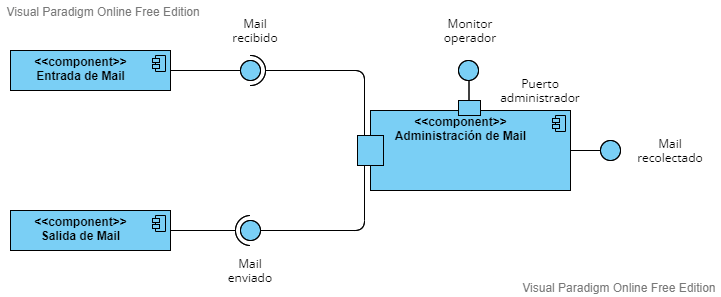 Visual Paradigm Online Free Edition
Mail
recibido
Monitor
operador
<<component>>
Entrada de Mail
Puerto
administrador
<<component>>
Administración de Mail
Mail
recolectado
<<component>>
Salida de Mail
Mail
enviado
Visual Paradigm Online Free Edition